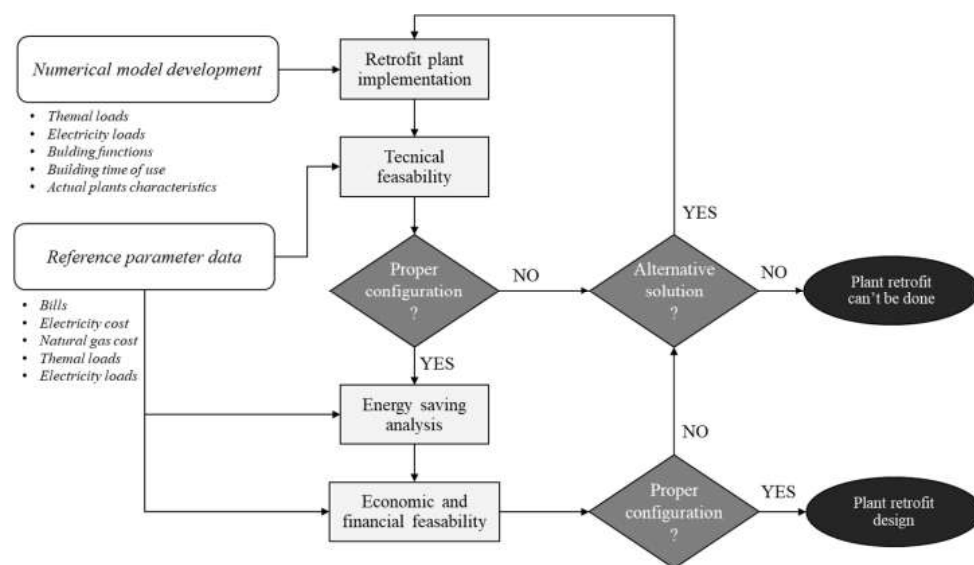 Numerical model development
• Themal loads
• Electricity loads
• Bulding functions
• Building time of use
• Actual plants characteristics
Reference parameter data
• Bills
• Electricity cost
• Natural gas cost
• Themal loads
• Electricity loads
Retrofit plant
implementation
Tecnical
feasability
Proper
configuration
?
NO
YES
Energy saving
analysis
Economic and
financial feasability
YES
Alternative
solution
?
NO
Plant retrofit
can't be done
NO
Proper
configuration
?
YES
Plant retrofit
design